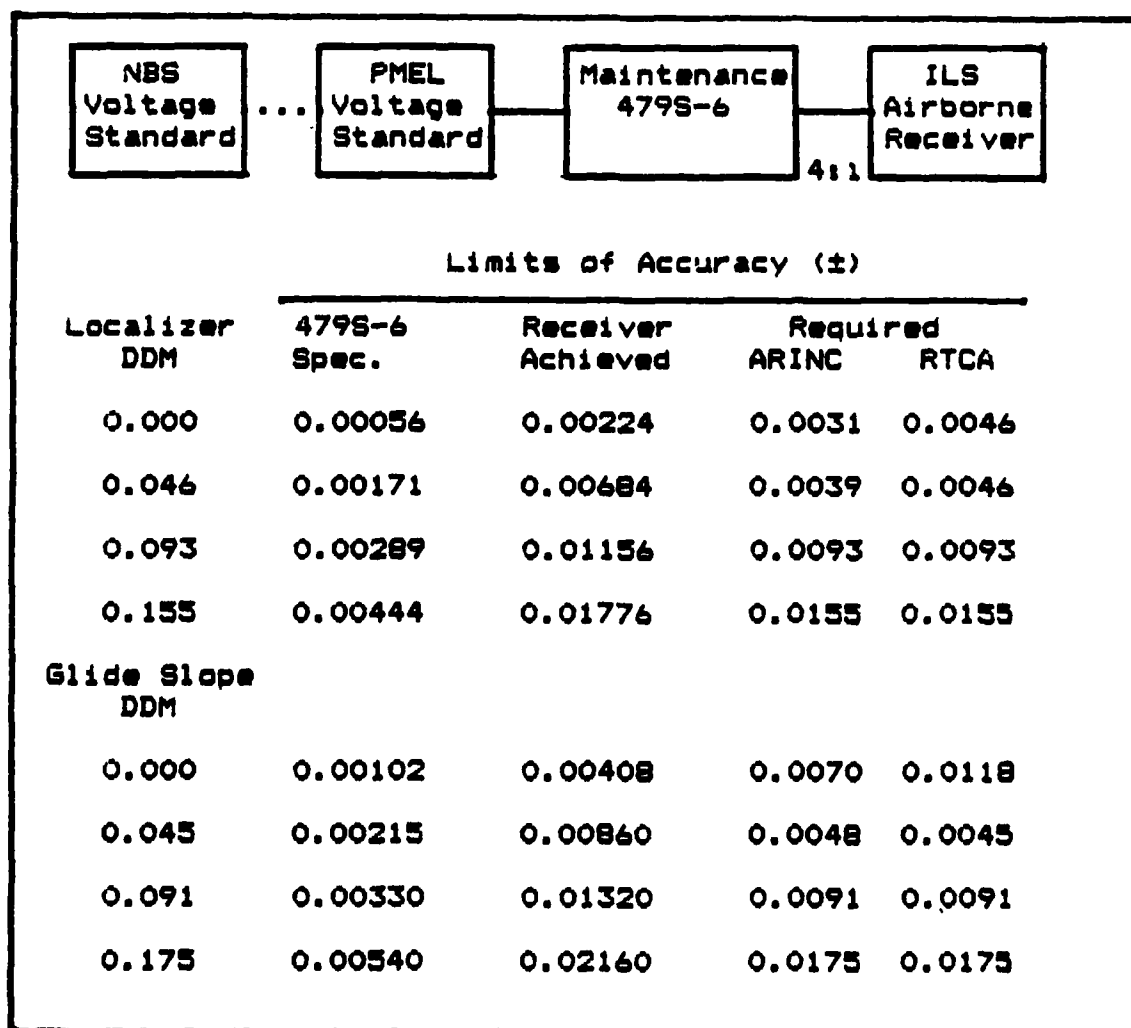 NBS Voltage Standard ... PMEL Voltage Standard Maintenance 479S-6 4:1 ILS Airborne Receiver
Limits of Accuracy (±)
Localizer DDM 479S-6 Spec. Receiver Achieved Required ARINC RTCA
0.000 0.00056 0.00224 0.0031 0.0046
0.046 0.00171 0.00684 0.0039 0.0046
0.093 0.00289 0.01156 0.0093 0.0093
0.155 0.00444 0.01776 0.0155 0.0155
Glide Slope
DDM
0.000 0.00102 0.00408 0.0070 0.0118
0.045 0.00215 0.00860 0.0048 0.0045
0.091 0.00330 0.01320 0.0091 0.0091
0.175 0.00540 0.02160 0.0175 0.0175